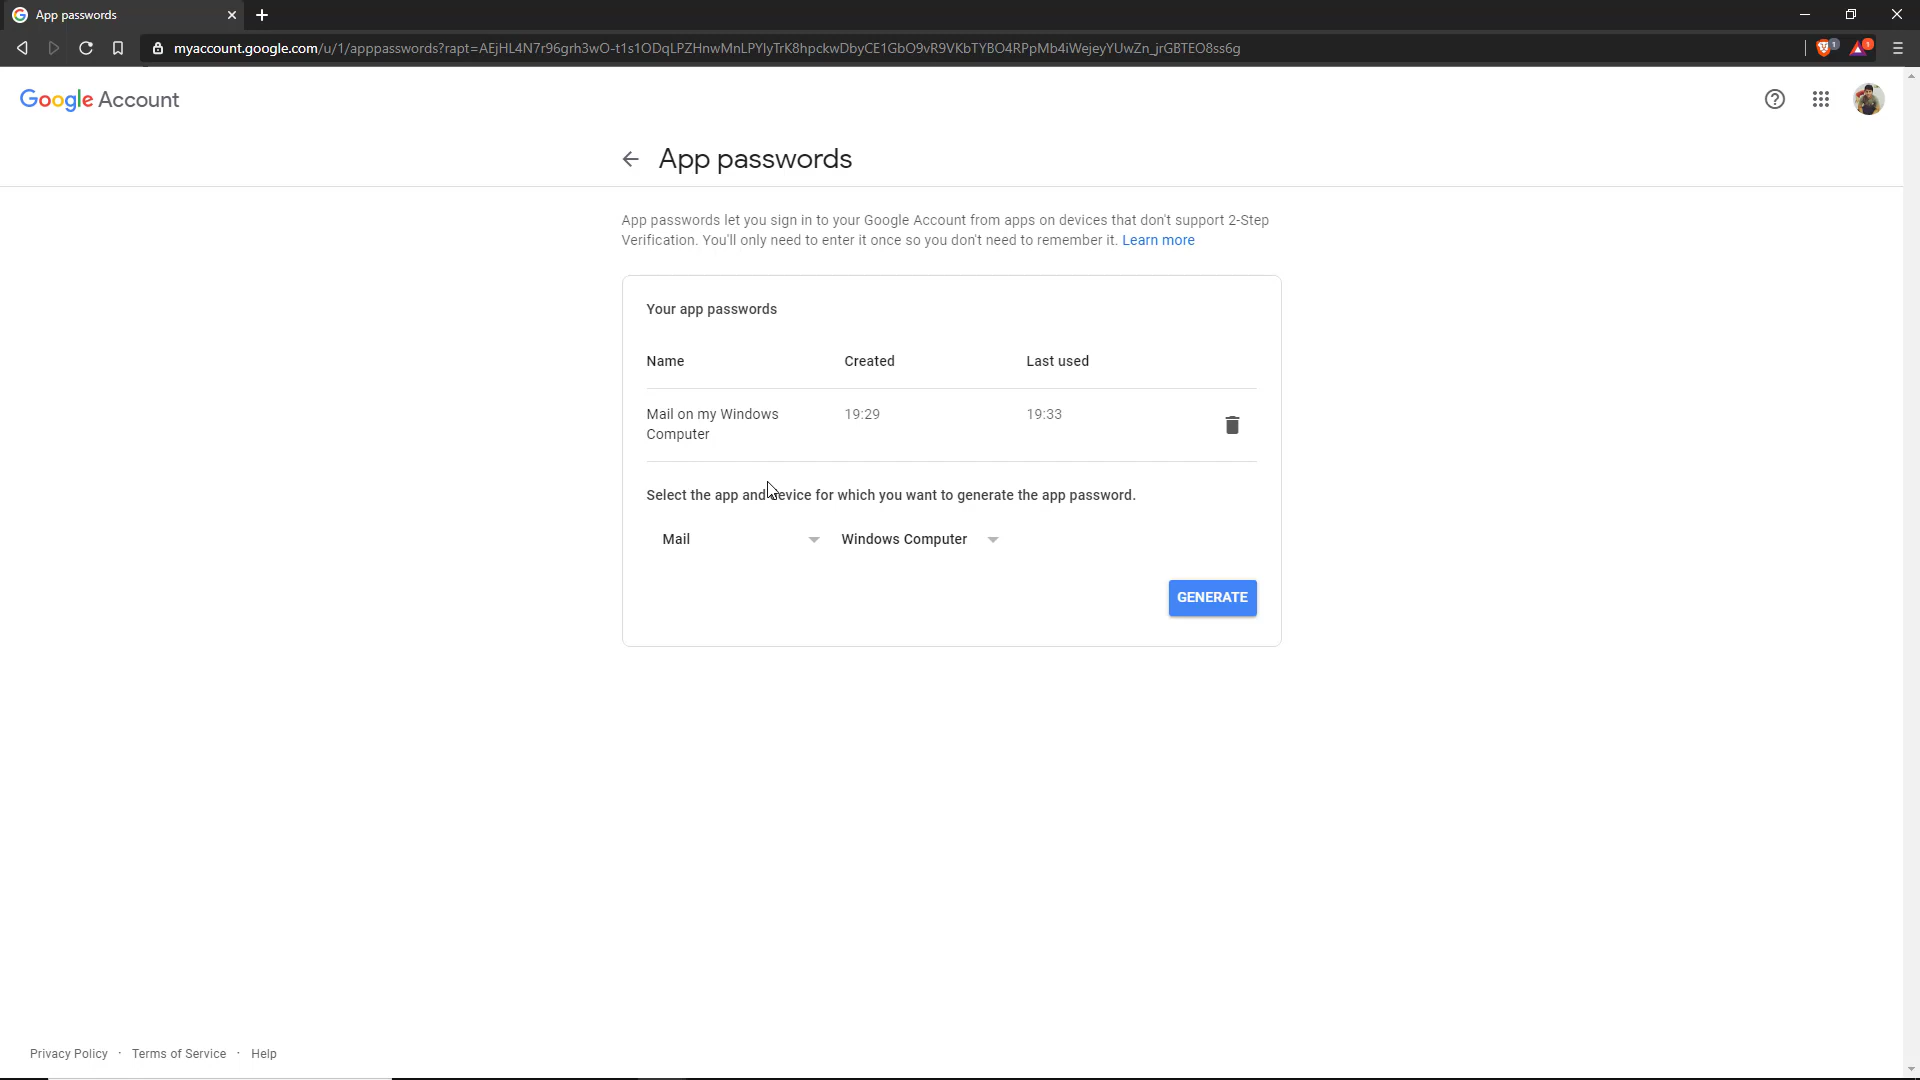 App passwords
myaccount.google.com/u/1/apppasswords?rapt=AEjHL4N7r96grh3wO-t1s1ODqLPZHnwMnLPYlyTrK8hpckwDbyCE1GbO9vR9VKbTYBO4RPpMb4iWejeyYUwZn_jrGBTEO8ss6g
1
1
Google Account
App passwords
App passwords let you sign in to your Google Account from apps on devices that don't support 2-Step
Verification. You'll only need to enter it once so you don't need to remember it. Learn more
Your app passwords
Name Created Last used
Mail on my Windows 19:29 19:33
Computer
Select the app and device for which you want to generate the app password.
Mail Windows Computer
GENERATE
Privacy Policy · Terms of Service · Help